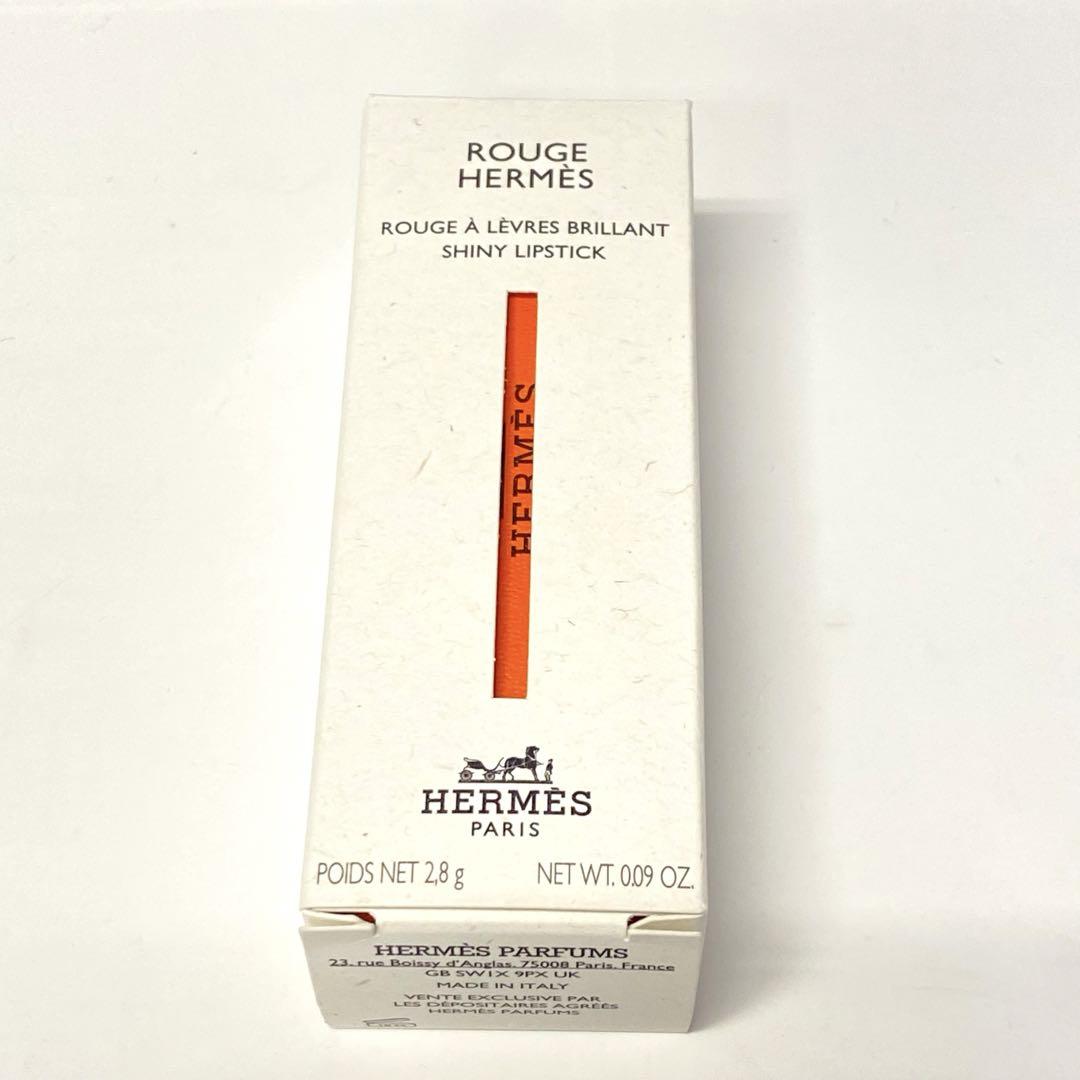 ROUGE
HERMÈS
ROUGE À LÈVRES BRILLANT
SHINY LIPSTICK
HERMÈS
HERMÈS
PARIS
POIDS NET 2,8 g NET WT. 0.09 OZ.
HERMÈS PARFUMS
23, rue Boissy d'Anglas, 75008 Paris, France
GB SW1X 9PX UK
MADE IN ITALY
VENTE EXCLUSIVE PAR
LES DÉPOSITAIRES AGRÉÉS
HERMÈS PARFUMS